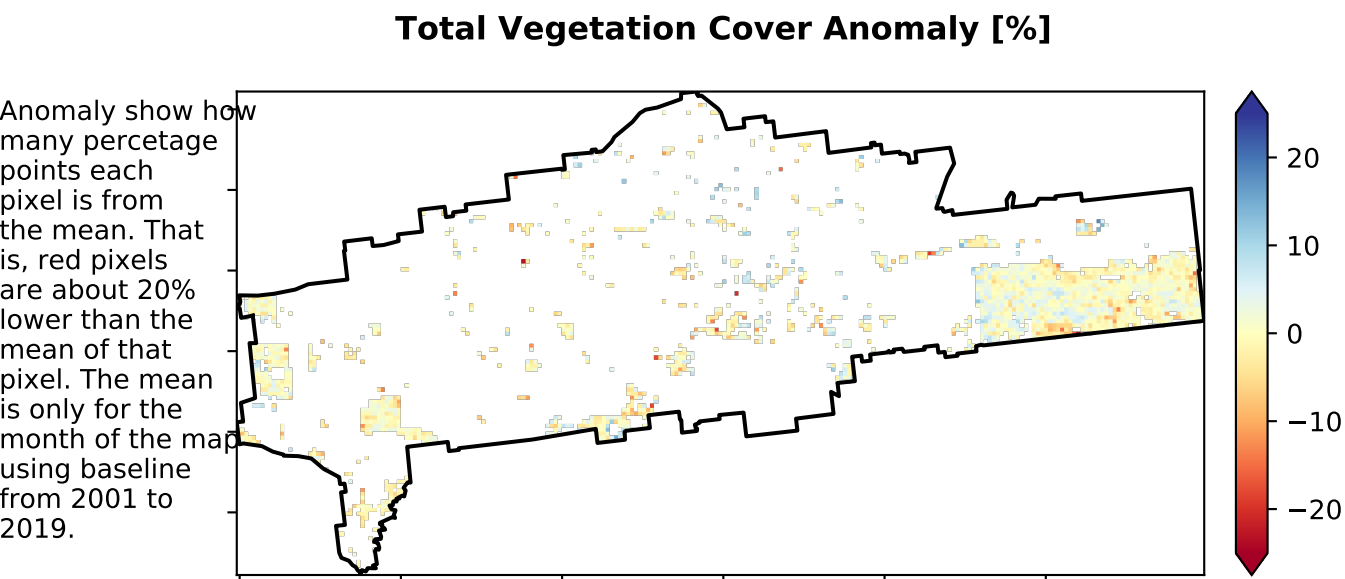 Total Vegetation Cover Anomaly [%]
Anomaly show how
many percetage
points each
pixel is from
the mean. That
is, red pixels
are about 20%
lower than the
mean of that
pixel. The mean
is only for the
month of the map
using baseline
from 2001 to
2019.
20
10
0
−10
−20